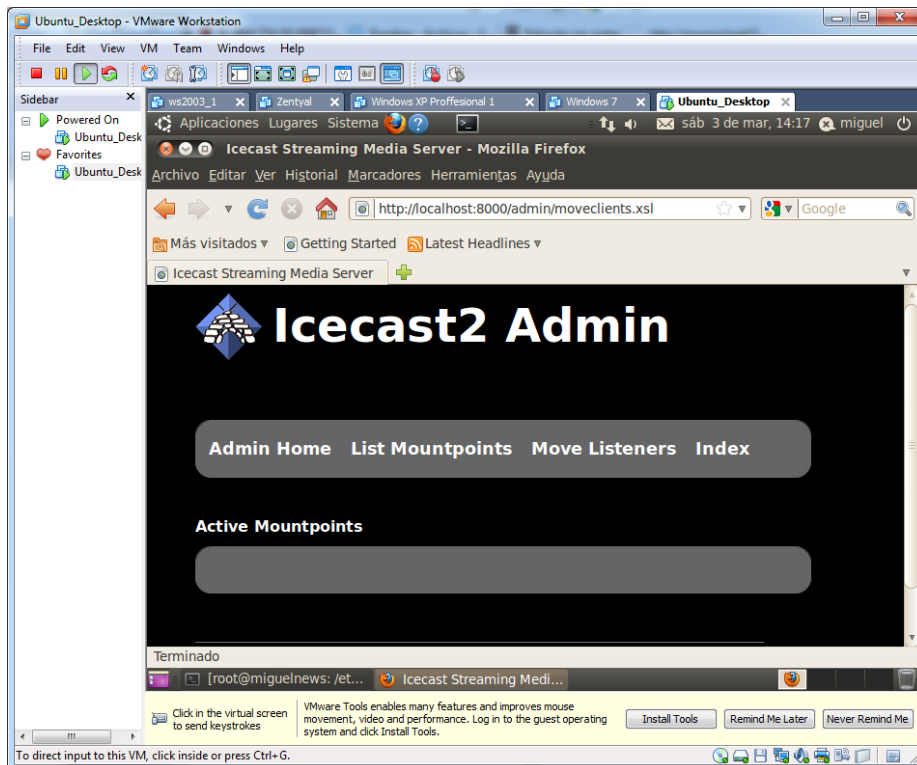 Ubuntu_Desktop - VMware Workstation
File Edit View VM Team Windows Help
Sidebar ×
Powered On
Ubuntu_Desk
Favorites
Ubuntu_Desk
ws2003_1 Zentyal Windows XP Proffesional 1 Windows 7 Ubuntu_Desktop
Aplicaciones Lugares Sistema sáb 3 de mar, 14:17 miguel
Icecast Streaming Media Server - Mozilla Firefox
Archivo Editar Ver Historial Marcadores Herramientas Ayuda
http://localhost:8000/admin/moveclients.xsl Google
Más visitados Getting Started Latest Headlines
Icecast Streaming Media Server
Icecast2 Admin
Admin Home List Mountpoints Move Listeners Index
Active Mountpoints
Terminado
[root@miguelnews: /et... Icecast Streaming Medi...
Click in the virtual screen
to send keystrokes
VMware Tools enables many features and improves mouse
movement, video and performance. Log in to the guest operating
system and click Install Tools.
Install Tools Remind Me Later Never Remind Me
To direct input to this VM, click inside or press Ctrl+G.